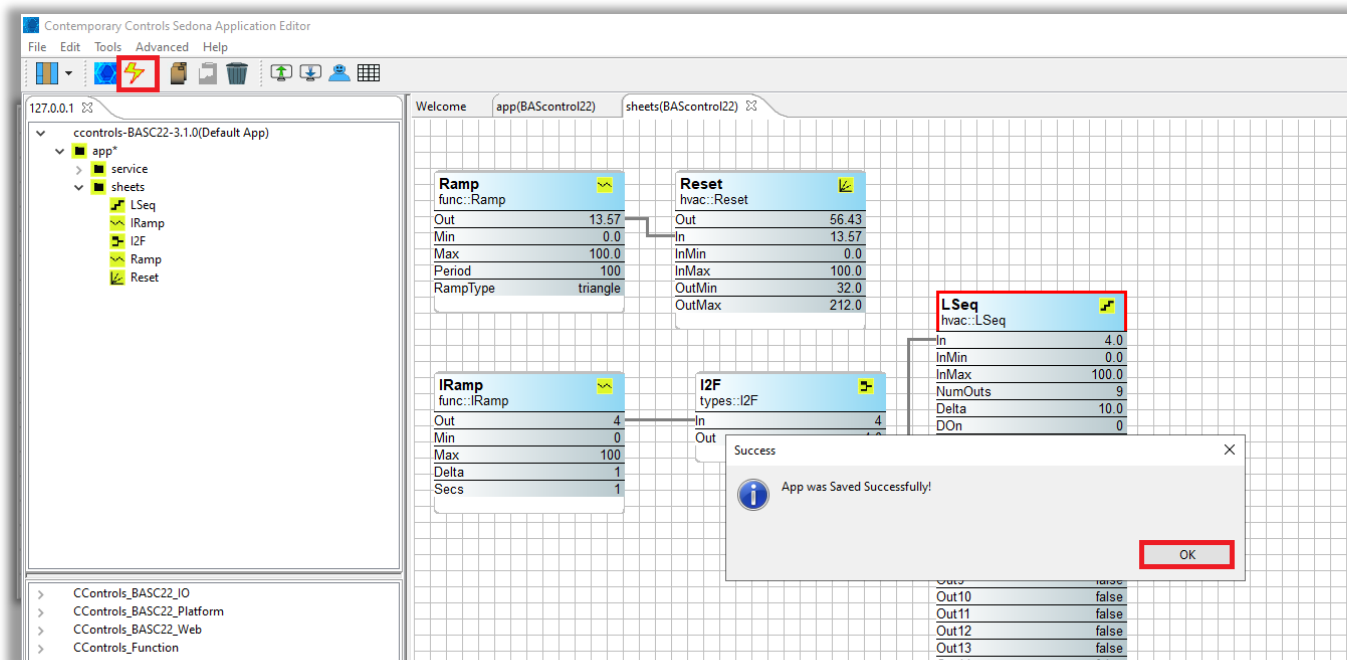 Contemporary Controls Sedona Application Editor
File Edit Tools Advanced Help
127.0.0.1
Welcome app(BAScontrol22) sheets(BAScontrol22)
ccontrols-BASC22-3.1.0(Default App)
app*
service
sheets
LSeq
IRamp
I2F
Ramp
Reset
CControls_BASC22_IO
CControls_BASC22_Platform
CControls_BASC22_Web
CControls_Function
Ramp
func::Ramp
Out 13.57
Min 0.0
Max 100.0
Period 100
RampType triangle
Reset
hvac::Reset
Out 56.43
In 13.57
InMin 0.0
InMax 100.0
OutMin 32.0
OutMax 212.0
IRamp
func::IRamp
Out 4
Min 0
Max 100
Delta 1
Secs 1
I2F
types::I2F
In 4
Out
LSeq
hvac::LSeq
In 4.0
InMin 0.0
InMax 100.0
NumOuts 9
Delta 10.0
DOn 0
Success
App was Saved Successfully!
OK
Out9 false
Out10 false
Out11 false
Out12 false
Out13 false